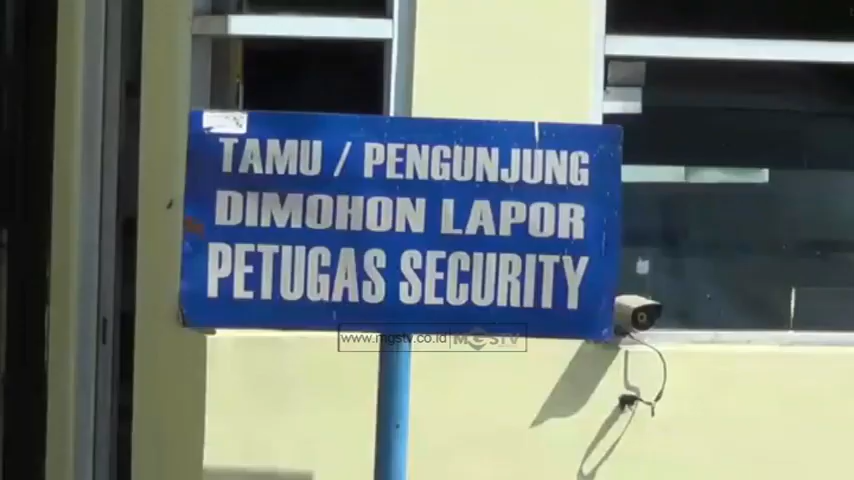 TAMU / PENGUNJUNG
DIMOHON LAPOR
PETUGAS SECURITY
www.mgstv.co.id MGSTV